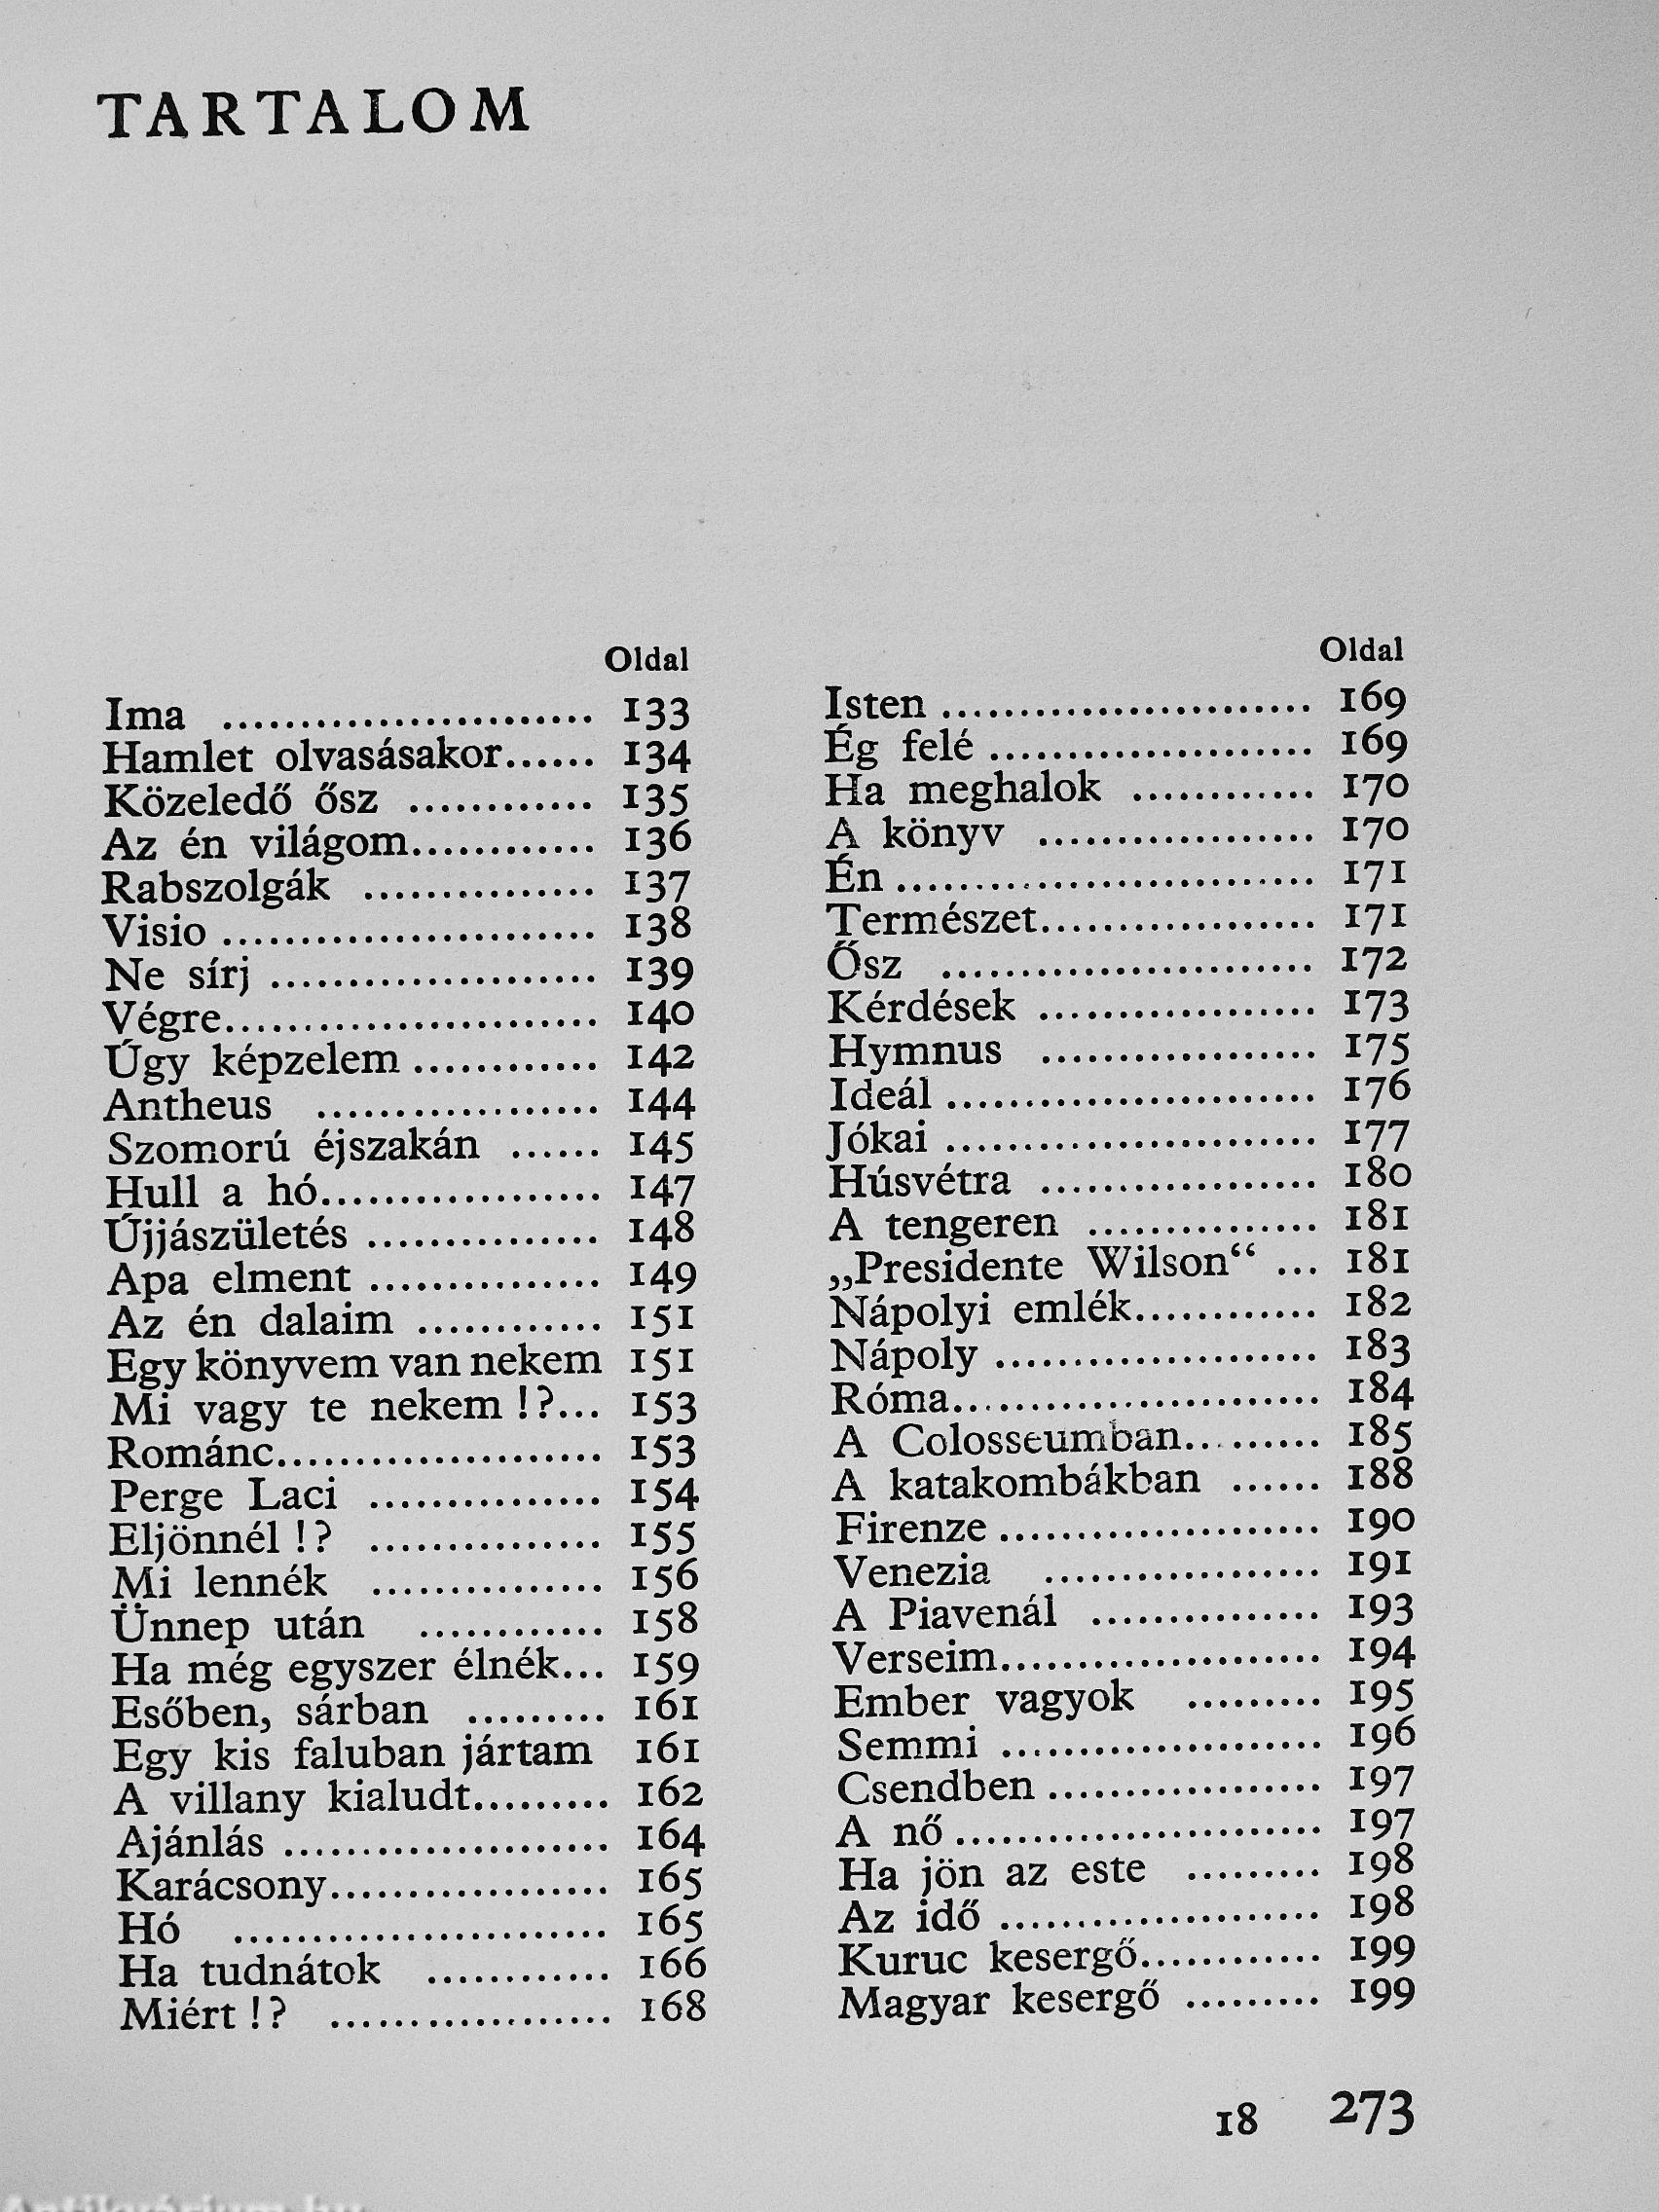 TARTALOM
Oldal
Ima ........................ 133
Hamlet olvasásakor...... 134
Közeledő ősz ............ 135
Az én világom............ 136
Rabszolgák ............... 137
Visio ........................ 138
Ne sírj ..................... 139
Végre........................ 140
Úgy képzelem ............ 142
Antheus .................. 144
Szomorú éjszakán ...... 145
Hull a hó.................. 147
Újjászületés ............... 148
Apa elment ............... 149
Az én dalaim ............ 151
Egy könyvem van nekem 151
Mi vagy te nekem !?... 153
Románc..................... 153
Perge Laci ............... 154
Eljönnél !? ............... 155
Mi lennék ............... 156
Ünnep után ............ 158
Ha még egyszer élnék... 159
Esőben, sárban ......... 161
Egy kis faluban jártam 161
A villany kialudt......... 162
Ajánlás ..................... 164
Karácsony.................. 165
Hó ........................ 165
Ha tudnátok ............ 166
Miért !? .................. 168
Oldal
Isten ........................ 169
Ég felé ..................... 169
Ha meghalok ............ 170
A könyv .................. 170
Én ........................... 171
Természet.................. 171
Ősz ........................ 172
Kérdések .................. 173
Hymnus .................. 175
Ideál ........................ 176
Jókai ........................ 177
Húsvétra .................. 180
A tengeren ............... 181
„Presidente Wilson“ ... 181
Nápolyi emlék............ 182
Nápoly ..................... 183
Róma........................ 184
A Colosseumban......... 185
A katakombákban ...... 188
Firenze ..................... 190
Venezia .................. 191
A Piavenál ............... 193
Verseim..................... 194
Ember vagyok ......... 195
Semmi ..................... 196
Csendben .................. 197
A nő ........................ 197
Ha jön az este ......... 198
Az idő ..................... 198
Kuruc kesergő............ 199
Magyar kesergő ......... 199
18 273
Antikvárium.hu